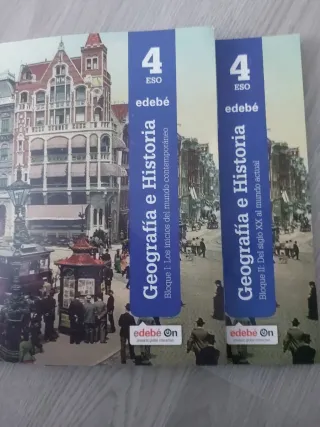 4
ESO
edebé
Geografía e Historia
Bloque I: Los inicios del mundo contemporáneo
edebé On
4
ESO
edebé
Geografía e Historia
Bloque II: Del siglo XX al mundo actual
edebé On